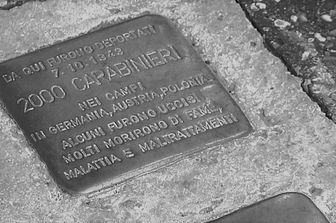 DA QUI FURONO DEPORTATI
7-10-1943
2000 CARABINIERI
NEI CAMPI
IN GERMANIA, AUSTRIA, POLONIA
ALCUNI FURONO UCCISI
MOLTI MORIRONO DI FAME,
MALATTIA E MALTRATTAMENTI